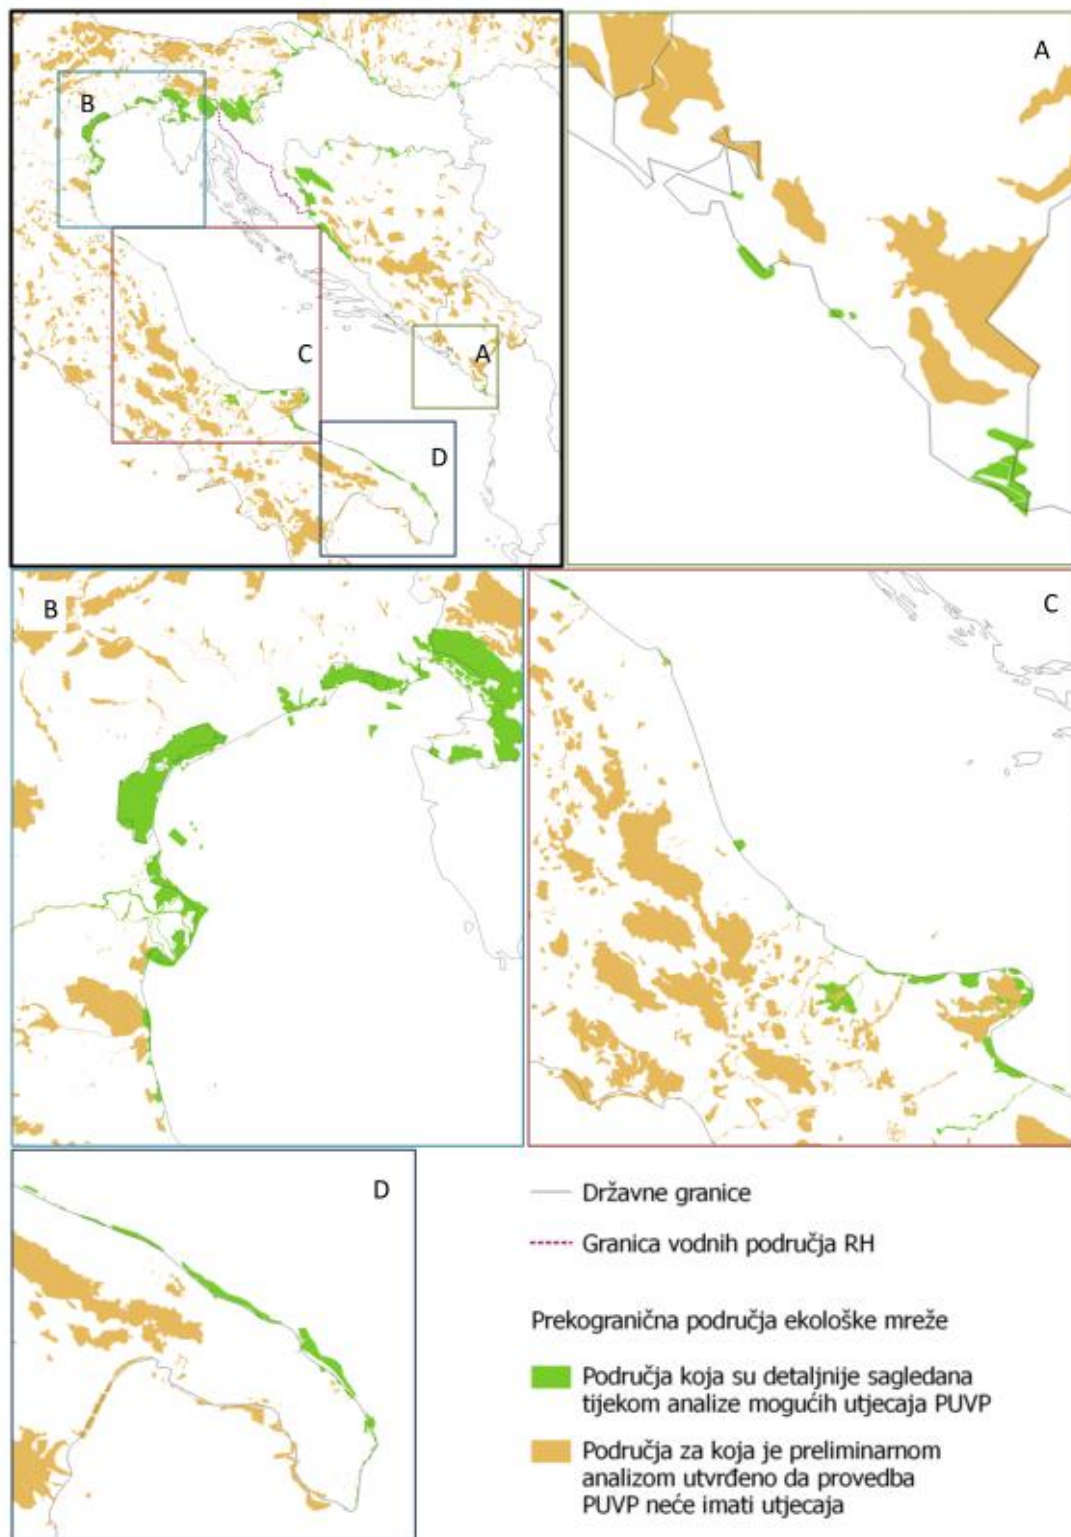 A
B
C
A
D
B
C
D
Državne granice
Granica vodnih područja RH
Prekogranična područja ekološke mreže
Područja koja su detaljnije sagledana
tijekom analize mogućih utjecaja PUVP
Područja za koja je preliminarnom
analizom utvrđeno da provedba
PUVP neće imati utjecaja